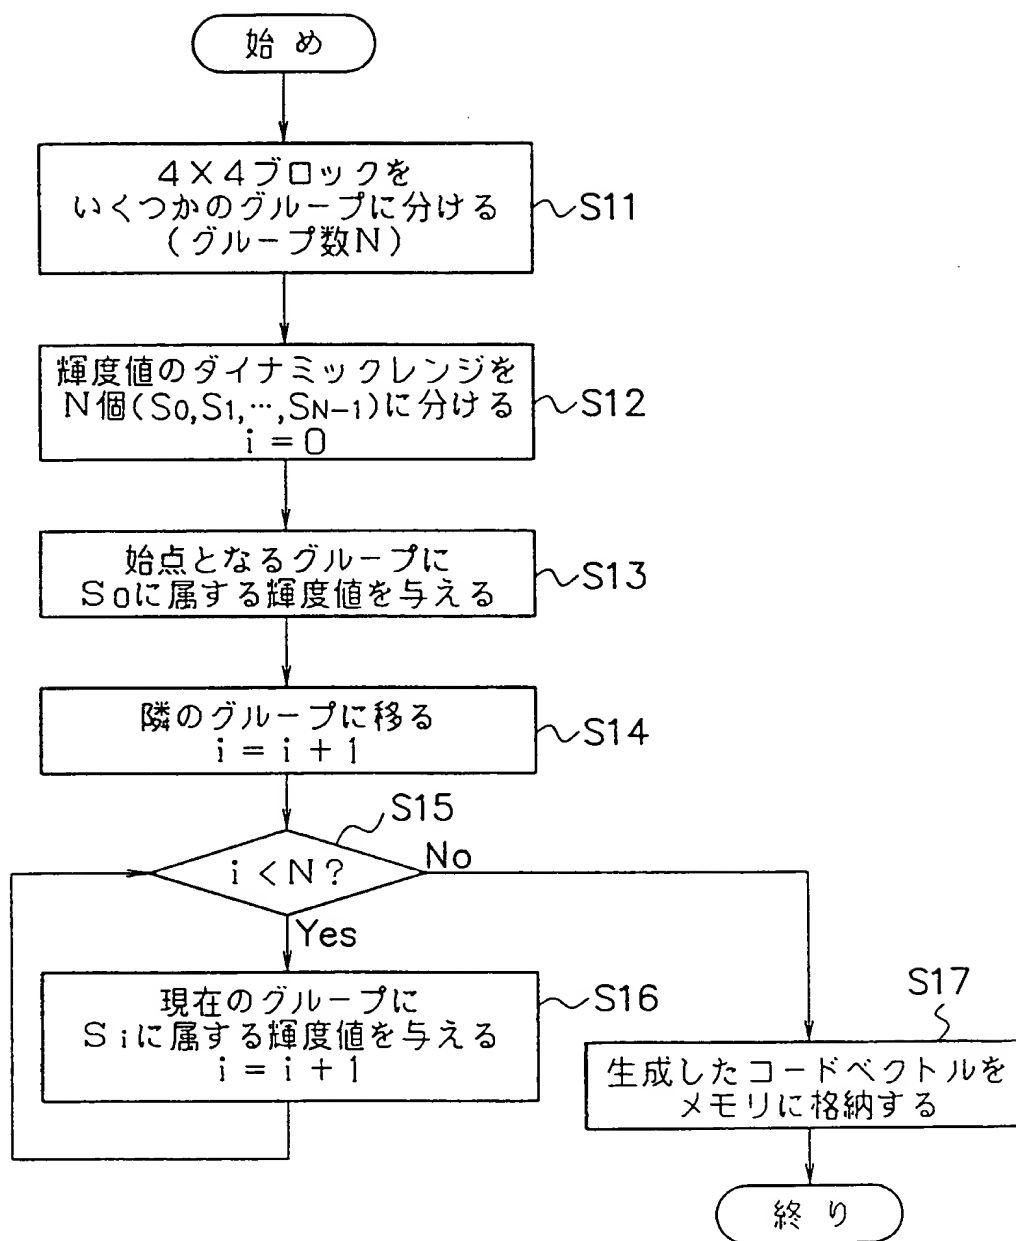 始め
4×4ブロックを
いくつかのグループに分ける
(グループ数N)
S11
輝度値のダイナミックレンジを
N個(S0,S1,…,SN-1)に分ける
i=0
S12
始点となるグループに
S0に属する輝度値を与える
S13
隣のグループに移る
i=i+1
S14
S15
i<N?
No
Yes
現在のグループに
Siに属する輝度値を与える
i=i+1
S16
S17
生成したコードベクトルを
メモリに格納する
終り